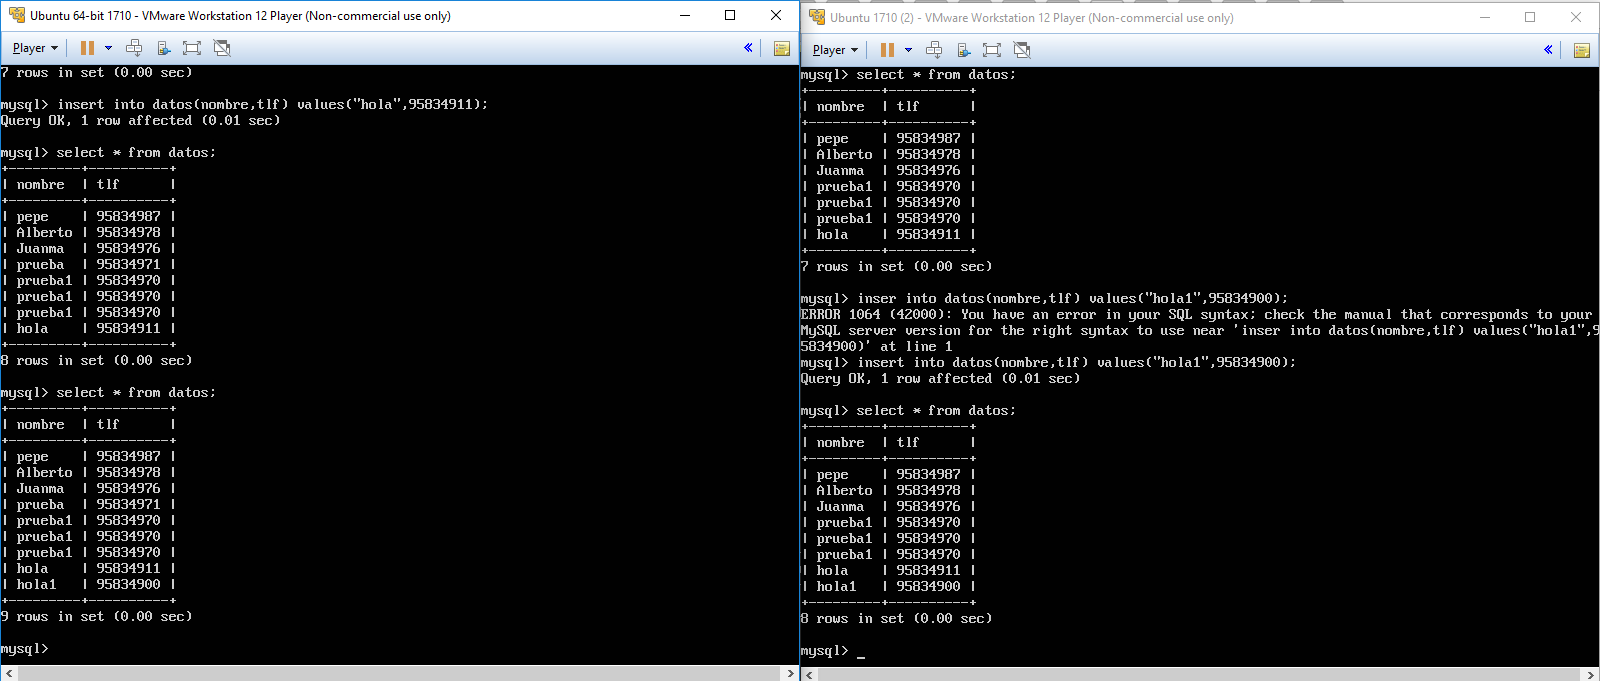 Ubuntu 64-bit 1710 - VMware Workstation 12 Player (Non-commercial use only)
Player
7 rows in set (0.00 sec)
mysql> insert into datos(nombre,tlf) values("hola",95834911);
Query OK, 1 row affected (0.01 sec)
mysql> select * from datos;
+---------+----------+
| nombre  | tlf      |
+---------+----------+
| pepe    | 95834987 |
| Alberto | 95834978 |
| Juanma  | 95834976 |
| prueba  | 95834971 |
| prueba1 | 95834970 |
| prueba1 | 95834970 |
| prueba1 | 95834970 |
| hola    | 95834911 |
+---------+----------+
8 rows in set (0.00 sec)
mysql> select * from datos;
+---------+----------+
| nombre  | tlf      |
+---------+----------+
| pepe    | 95834987 |
| Alberto | 95834978 |
| Juanma  | 95834976 |
| prueba  | 95834971 |
| prueba1 | 95834970 |
| prueba1 | 95834970 |
| prueba1 | 95834970 |
| hola    | 95834911 |
| hola1   | 95834900 |
+---------+----------+
9 rows in set (0.00 sec)
mysql>
Ubuntu 1710 (2) - VMware Workstation 12 Player (Non-commercial use only)
Player
mysql> select * from datos;
+---------+----------+
| nombre  | tlf      |
+---------+----------+
| pepe    | 95834987 |
| Alberto | 95834978 |
| Juanma  | 95834976 |
| prueba1 | 95834970 |
| prueba1 | 95834970 |
| prueba1 | 95834970 |
| hola    | 95834911 |
+---------+----------+
7 rows in set (0.00 sec)
mysql> inser into datos(nombre,tlf) values("hola1",95834900);
ERROR 1064 (42000): You have an error in your SQL syntax; check the manual that corresponds to your
MySQL server version for the right syntax to use near 'inser into datos(nombre,tlf) values("hola1",9
5834900)' at line 1
mysql> insert into datos(nombre,tlf) values("hola1",95834900);
Query OK, 1 row affected (0.01 sec)
mysql> select * from datos;
+---------+----------+
| nombre  | tlf      |
+---------+----------+
| pepe    | 95834987 |
| Alberto | 95834978 |
| Juanma  | 95834976 |
| prueba1 | 95834970 |
| prueba1 | 95834970 |
| prueba1 | 95834970 |
| hola    | 95834911 |
| hola1   | 95834900 |
+---------+----------+
8 rows in set (0.00 sec)
mysql> _